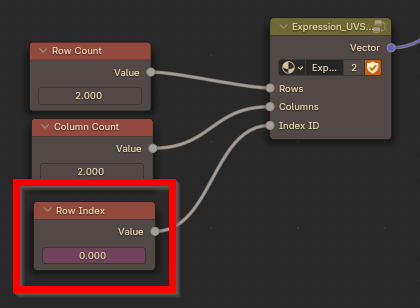 Row Count
Value
2.000
Column Count
Value
2.000
Row Index
Value
0.000
Expression_UVS...
Vector
Exp...
2
Rows
Columns
Index ID